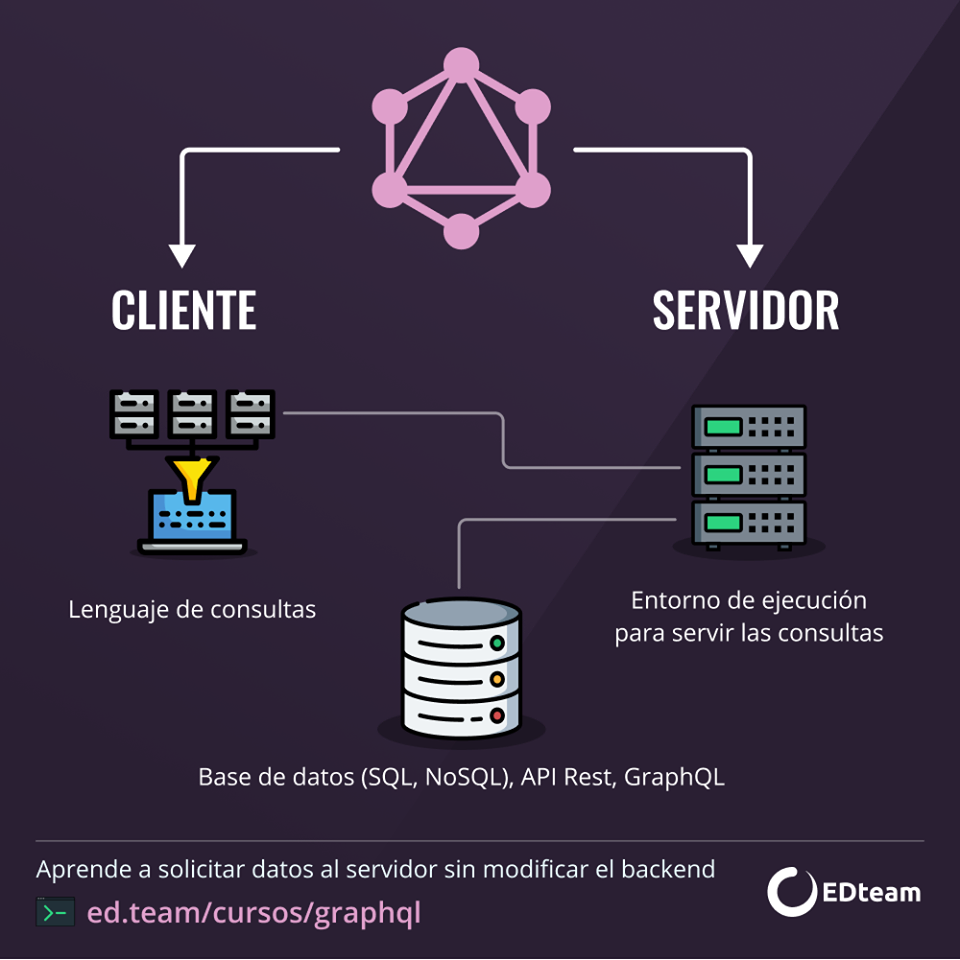 CLIENTE
SERVIDOR
Lenguaje de consultas
Entorno de ejecución
para servir las consultas
Base de datos (SQL, NoSQL), API Rest, GraphQL
Aprende a solicitar datos al servidor sin modificar el backend
ed.team/cursos/graphql
EDteam